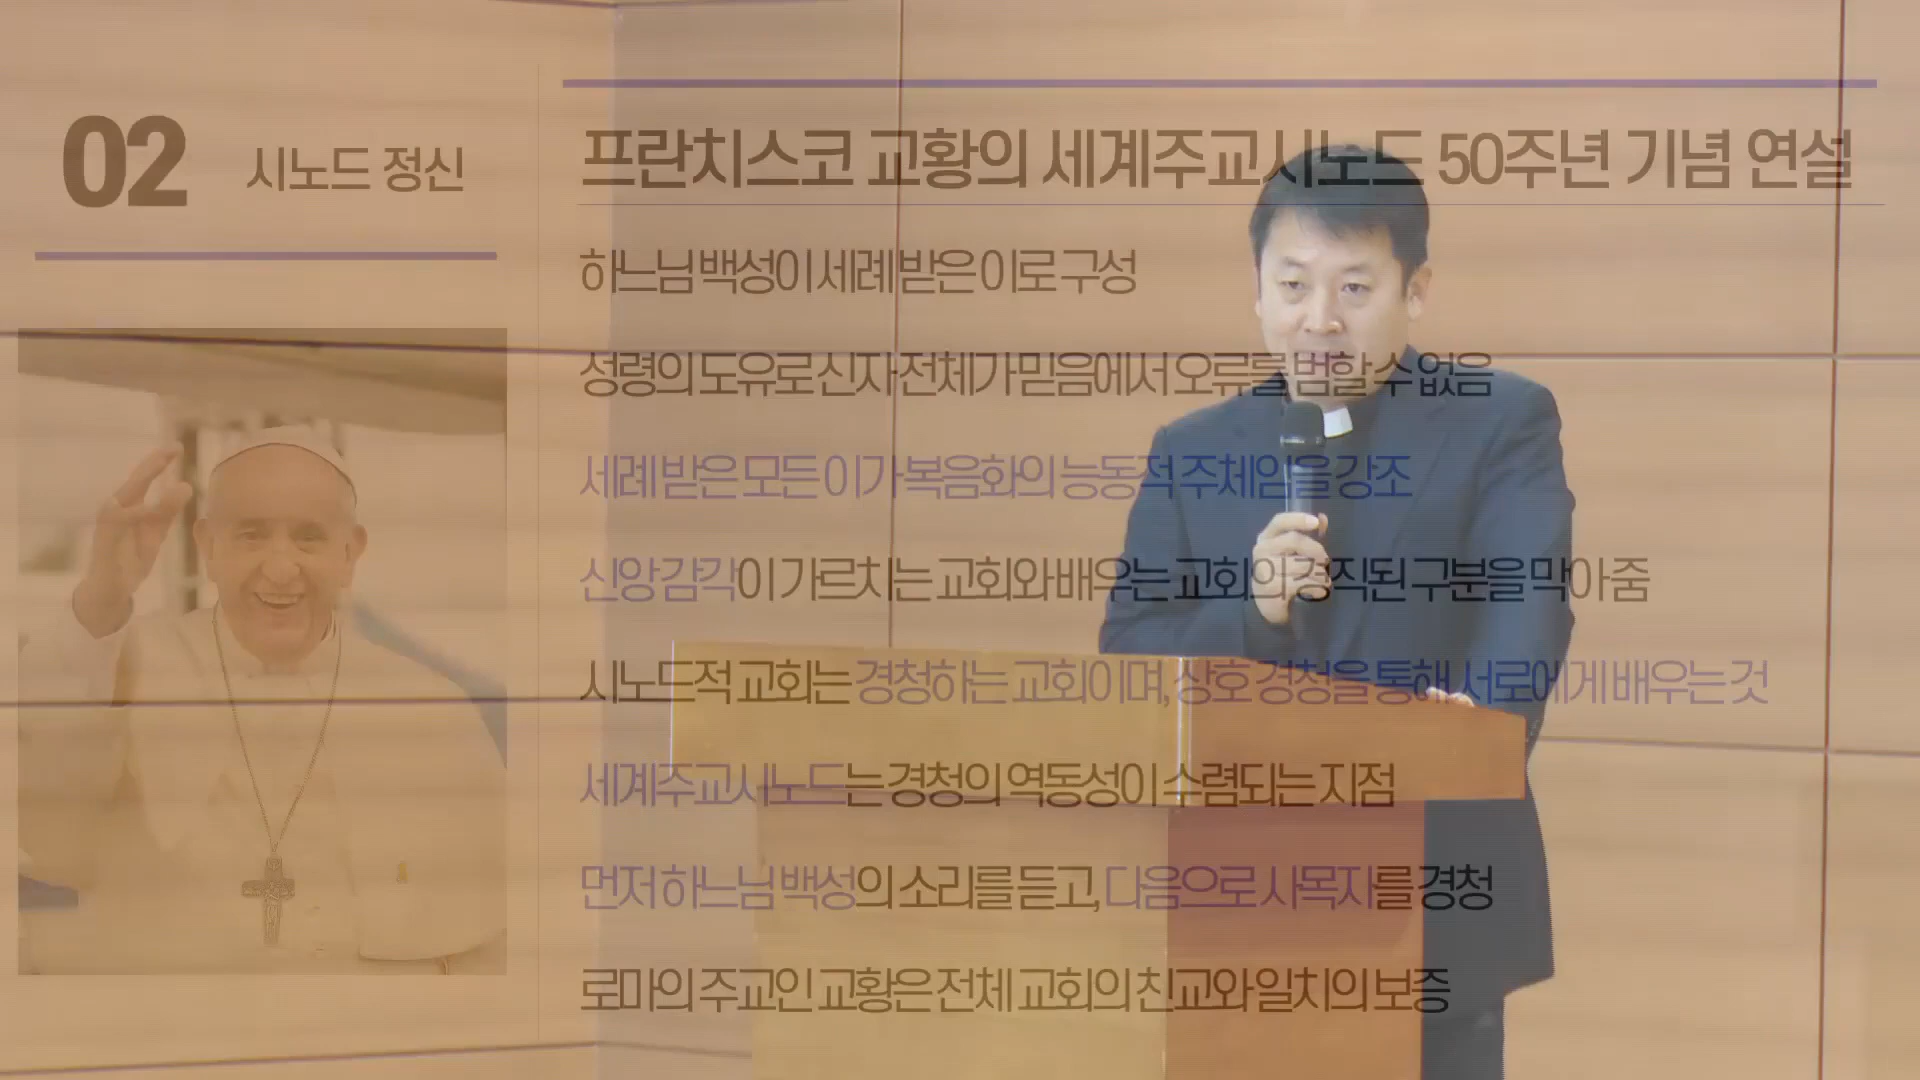 02 시노드 정신
프란치스코 교황의 세계주교시노드 50주년 기념 연설
하느님 백성이 세례 받은 이로 구성
성령의 도유로 신자 전체가 믿음에서 오류를 범할 수 없음
세례 받은 모든 이가 복음화의 능동적 주체임을 강조
신앙 감각이 가르치는 교회와 배우는 교회의 경직된 구분을 막아 줌
시노드적 교회는 경청하는 교회이며, 상호 경청을 통해 서로에게 배우는 것
세계주교시노드는 경청의 역동성이 수렴되는 지점
먼저 하느님 백성의 소리를 듣고, 다음으로 사목자를 경청
로마의 주교인 교황은 전체 교회의 친교와 일치의 보증